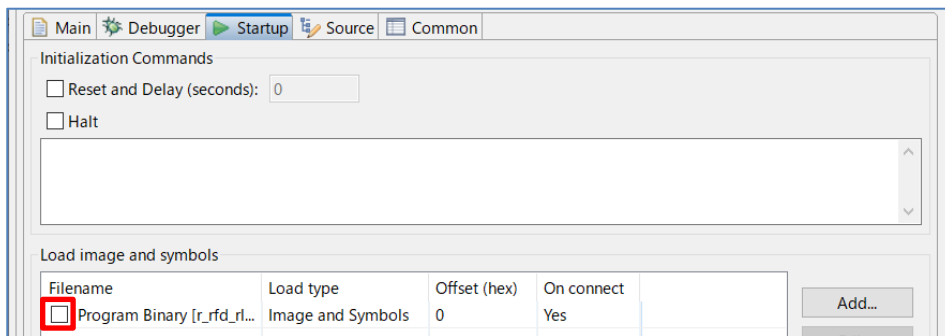 Main Debugger Startup Source Common
Initialization Commands
Reset and Delay (seconds): 0
Halt
Load image and symbols
Filename Load type Offset (hex) On connect
Program Binary [r_rfd_rl... Image and Symbols 0 Yes
Add...